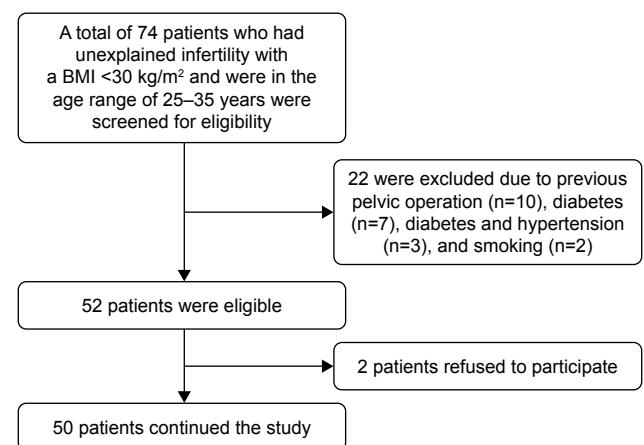 A total of 74 patients who had
unexplained infertility with
a BMI <30 kg/m² and were in the
age range of 25–35 years were
screened for eligibility
22 were excluded due to previous
pelvic operation (n=10), diabetes
(n=7), diabetes and hypertension
(n=3), and smoking (n=2)
52 patients were eligible
2 patients refused to participate
50 patients continued the study